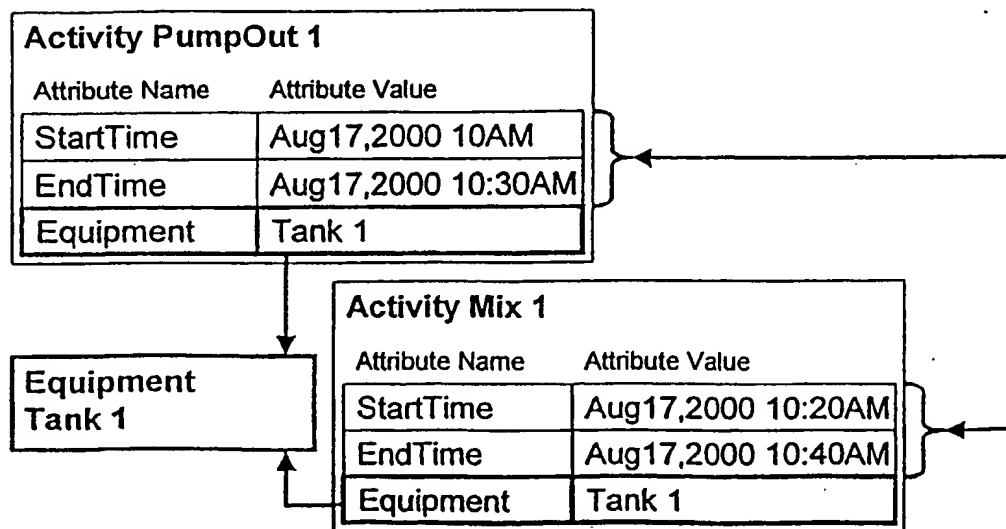 Activity PumpOut 1
Attribute Name Attribute Value
StartTime Aug17,2000 10AM
EndTime Aug17,2000 10:30AM
Equipment Tank 1
Activity Mix 1
Attribute Name Attribute Value
StartTime Aug17,2000 10:20AM
EndTime Aug17,2000 10:40AM
Equipment Tank 1
Equipment
Tank 1